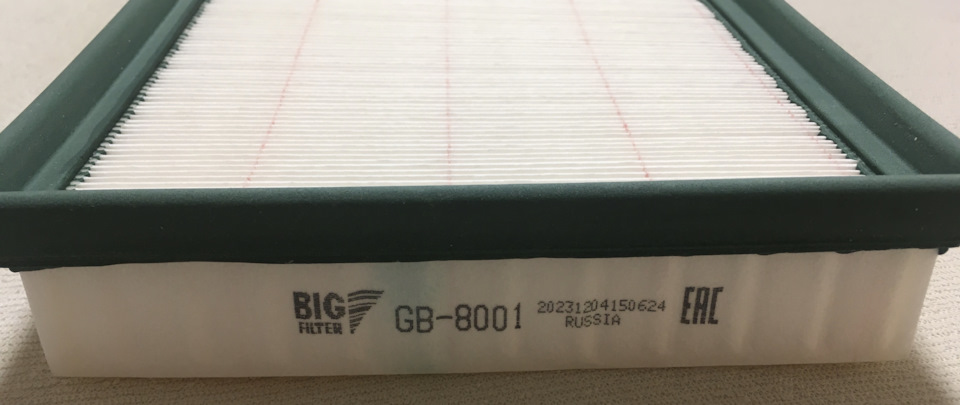 BIG
FILTER
GB-8001
20231204150624
RUSSIA
EAC